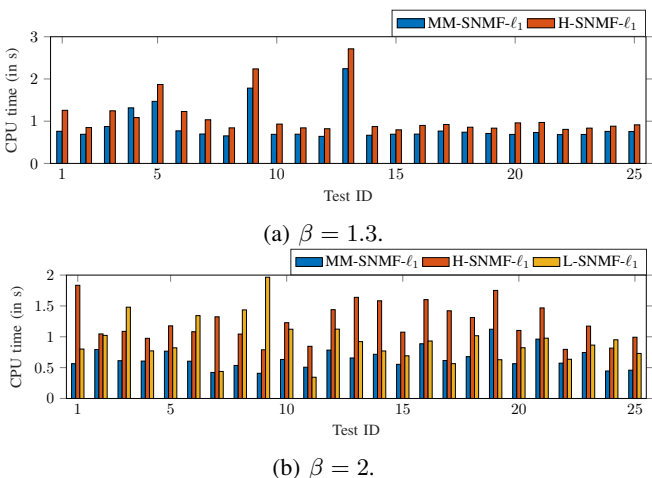 MM-SNMF-ℓ₁ H-SNMF-ℓ₁
3
2
1
0
CPU time (in s)
1 5 10 15 20 25
Test ID
(a) β = 1.3.
MM-SNMF-ℓ₁ H-SNMF-ℓ₁ L-SNMF-ℓ₁
2
1.5
1
0.5
0
CPU time (in s)
1 5 10 15 20 25
Test ID
(b) β = 2.